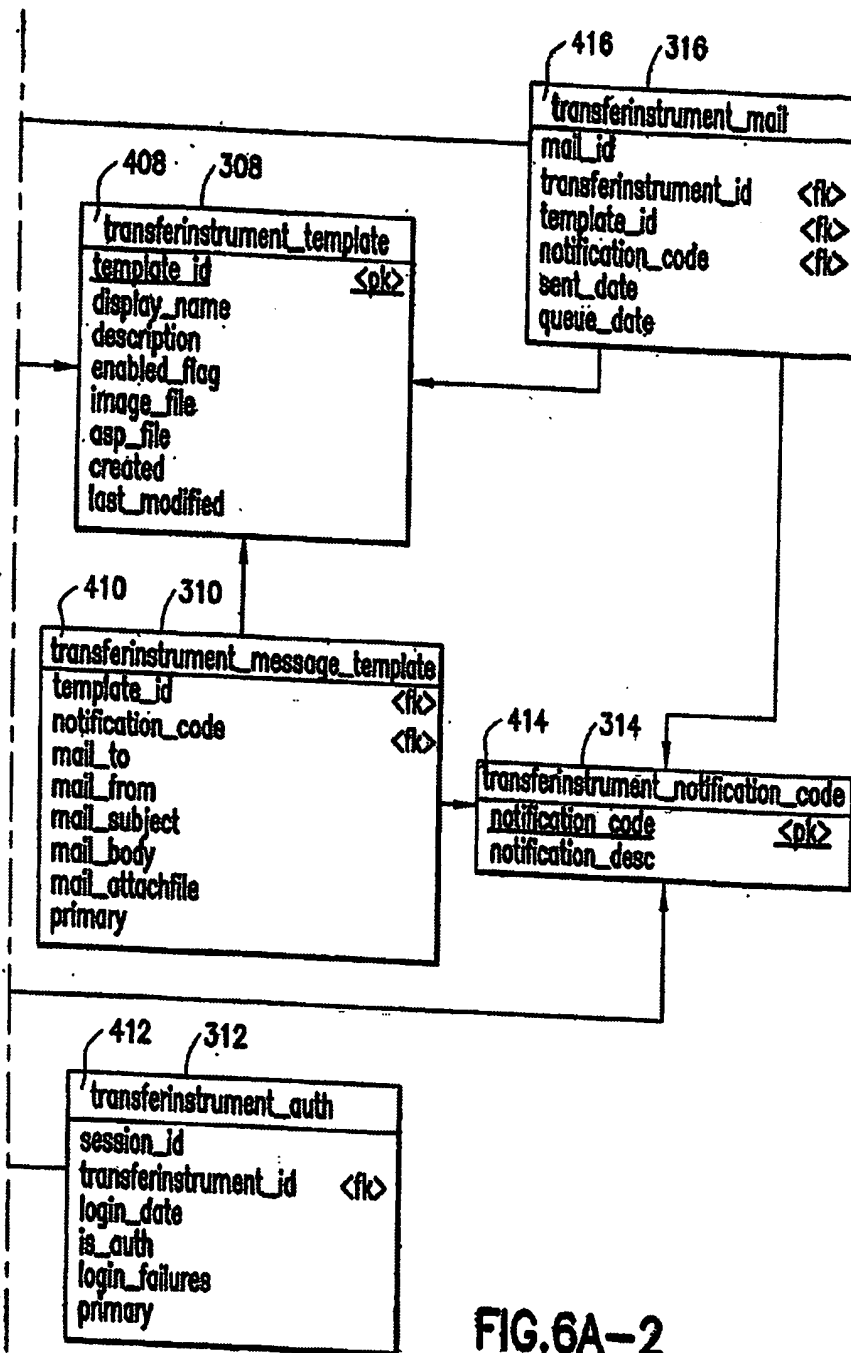 416 316
transferinstrument_mail
mail_id
transferinstrument_id <fk>
template_id <fk>
notification_code <fk>
sent_date
queue_date
408 308
transferinstrument_template
template_id <pk>
display_name
description
enabled_flag
image_file
asp_file
created
last_modified
410 310
transferinstrument_message_template
template_id <fk>
notification_code <fk>
mail_to
mail_from
mail_subject
mail_body
mail_attachfile
primary
414 314
transferinstrument_notification_code
notification_code <pk>
notification_desc
412 312
transferinstrument_auth
session_id
transferinstrument_id <fk>
login_date
is_auth
login_failures
primary
FIG.6A-2